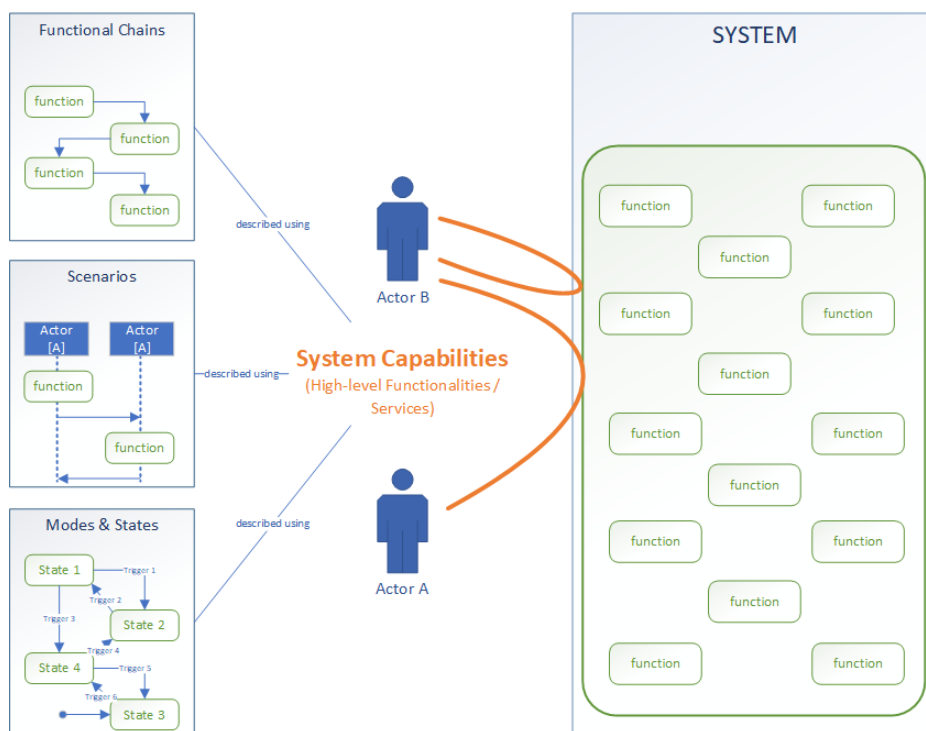 Functional Chains
function
function
function
function
Scenarios
Actor
[A]
Actor
[A]
function
function
Modes & States
State 1
Trigger 1
Trigger 2
Trigger 3
State 2
Trigger 4
State 4
Trigger 5
Trigger 6
State 3
described using
described using
described using
Actor B
System Capabilities
(High-level Functionalities /
Services)
Actor A
SYSTEM
function
function
function
function
function
function
function
function
function
function
function
function
function
function